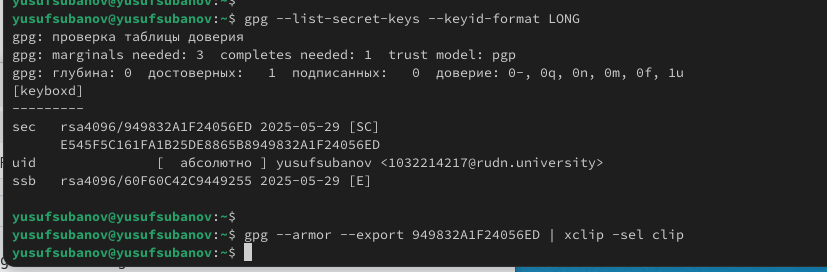 yusufsubanov@yusufsubanov:~$
yusufsubanov@yusufsubanov:~$ gpg --list-secret-keys --keyid-format LONG
gpg: проверка таблицы доверия
gpg: marginals needed: 3  completes needed: 1  trust model: pgp
gpg: глубина: 0  достоверных:   1  подписанных:   0  доверие: 0-, 0q, 0n, 0m, 0f, 1u
[keyboxd]
---------
sec   rsa4096/949832A1F24056ED 2025-05-29 [SC]
      E545F5C161FA1B25DE8865B8949832A1F24056ED
uid               [  абсолютно ] yusufsubanov <1032214217@rudn.university>
ssb   rsa4096/60F60C42C9449255 2025-05-29 [E]

yusufsubanov@yusufsubanov:~$
yusufsubanov@yusufsubanov:~$ gpg --armor --export 949832A1F24056ED | xclip -sel clip
yusufsubanov@yusufsubanov:~$